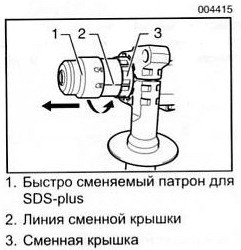 004415
1 2 3
1. Быстро сменяемый патрон для
SDS-plus
2. Линия сменной крышки
3. Сменная крышка